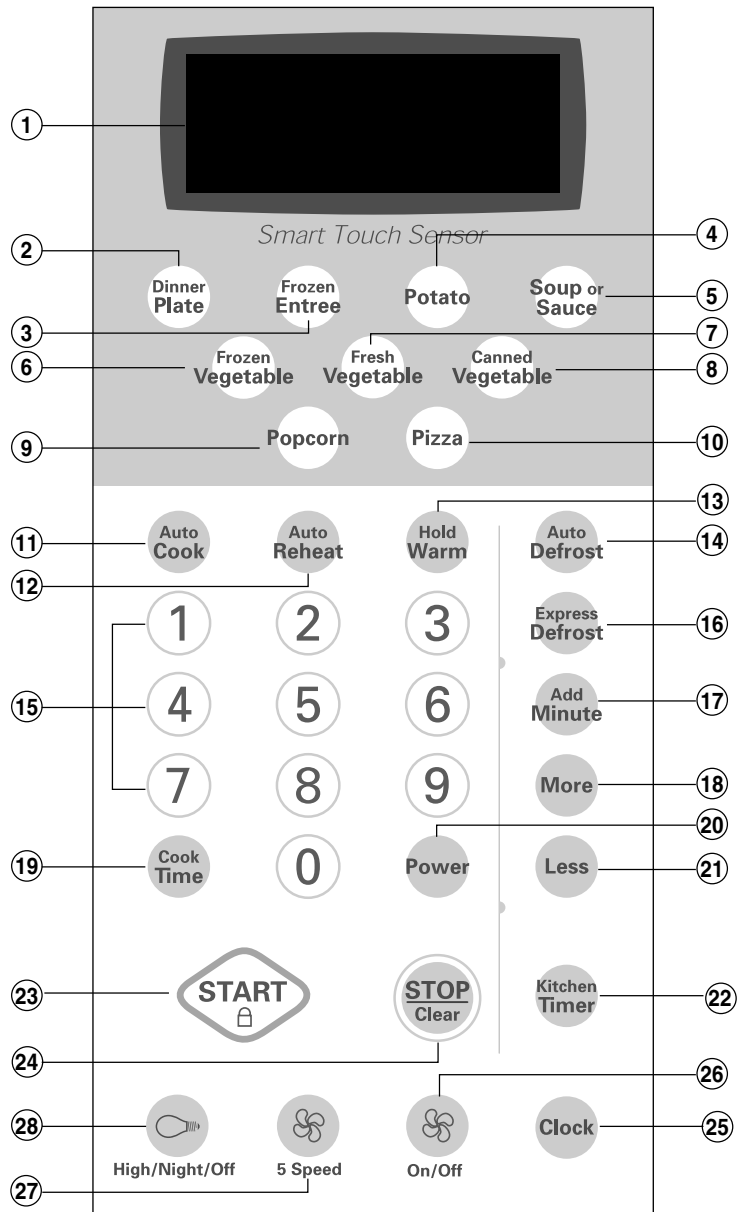 1
Smart Touch Sensor
2
4
Dinner
Plate
Frozen
Entree
Potato
Soup or
Sauce
5
3
7
6
Frozen
Vegetable
Fresh
Vegetable
Canned
Vegetable
8
9
Popcorn
Pizza
10
13
11
Auto
Cook
Auto
Reheat
Hold
Warm
Auto
Defrost
14
12
1
2
3
Express
Defrost
16
15
4
5
6
Add
Minute
17
7
8
9
More
18
20
19
Cook
Time
0
Power
Less
21
23
START
STOP
Clear
Kitchen
Timer
22
24
26
28
Clock
25
High/Night/Off
5 Speed
On/Off
27